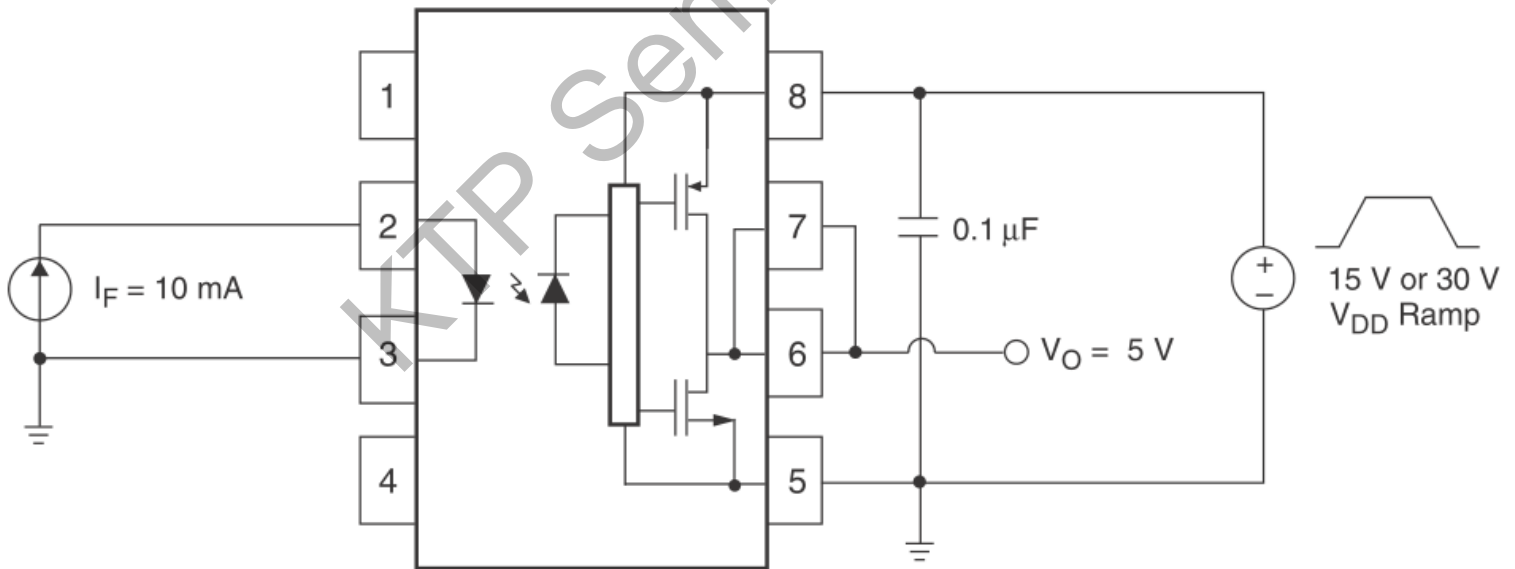 KTP Sem
1
2
3
4
8
7
6
5
I_F = 10 mA
0.1 μF
V_O = 5 V
+
–
15 V or 30 V
V_DD Ramp